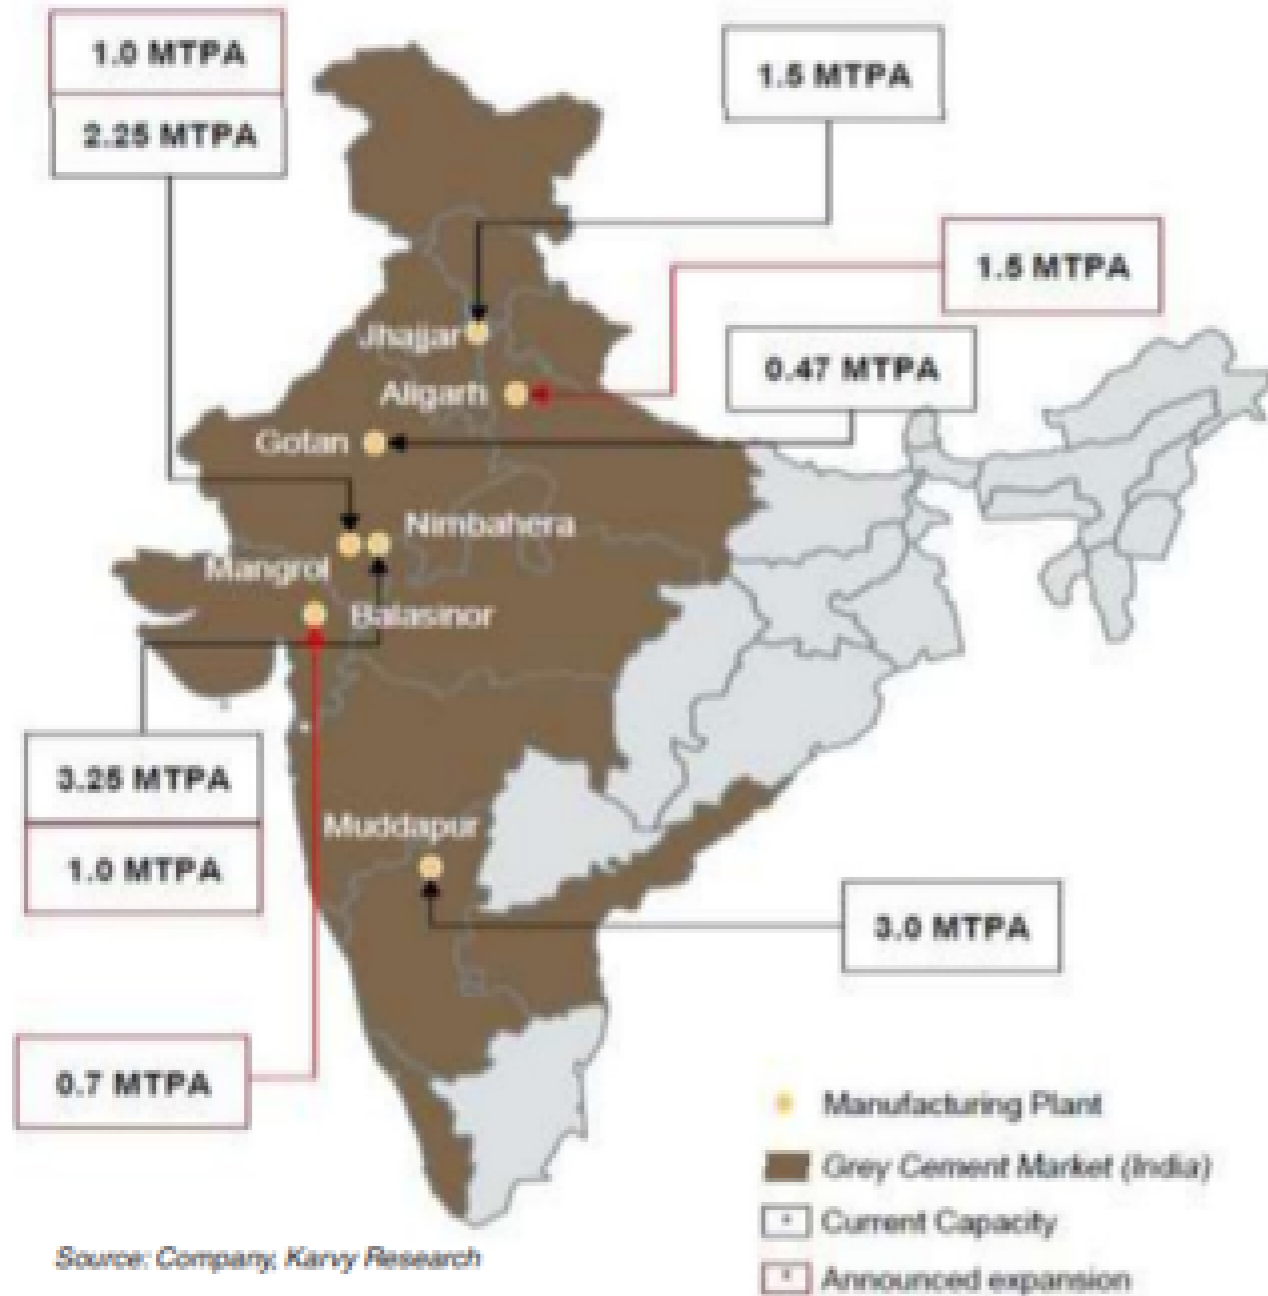 1.0 MTPA
2.25 MTPA
1.5 MTPA
1.5 MTPA
0.47 MTPA
Jhajjar
Aligarh
Gotan
Nimbahera
Mangrol
Balasinor
3.25 MTPA
1.0 MTPA
Muddapur
3.0 MTPA
0.7 MTPA
Manufacturing Plant
Grey Cement Market (India)
Current Capacity
Announced expansion
Source: Company, Karvy Research